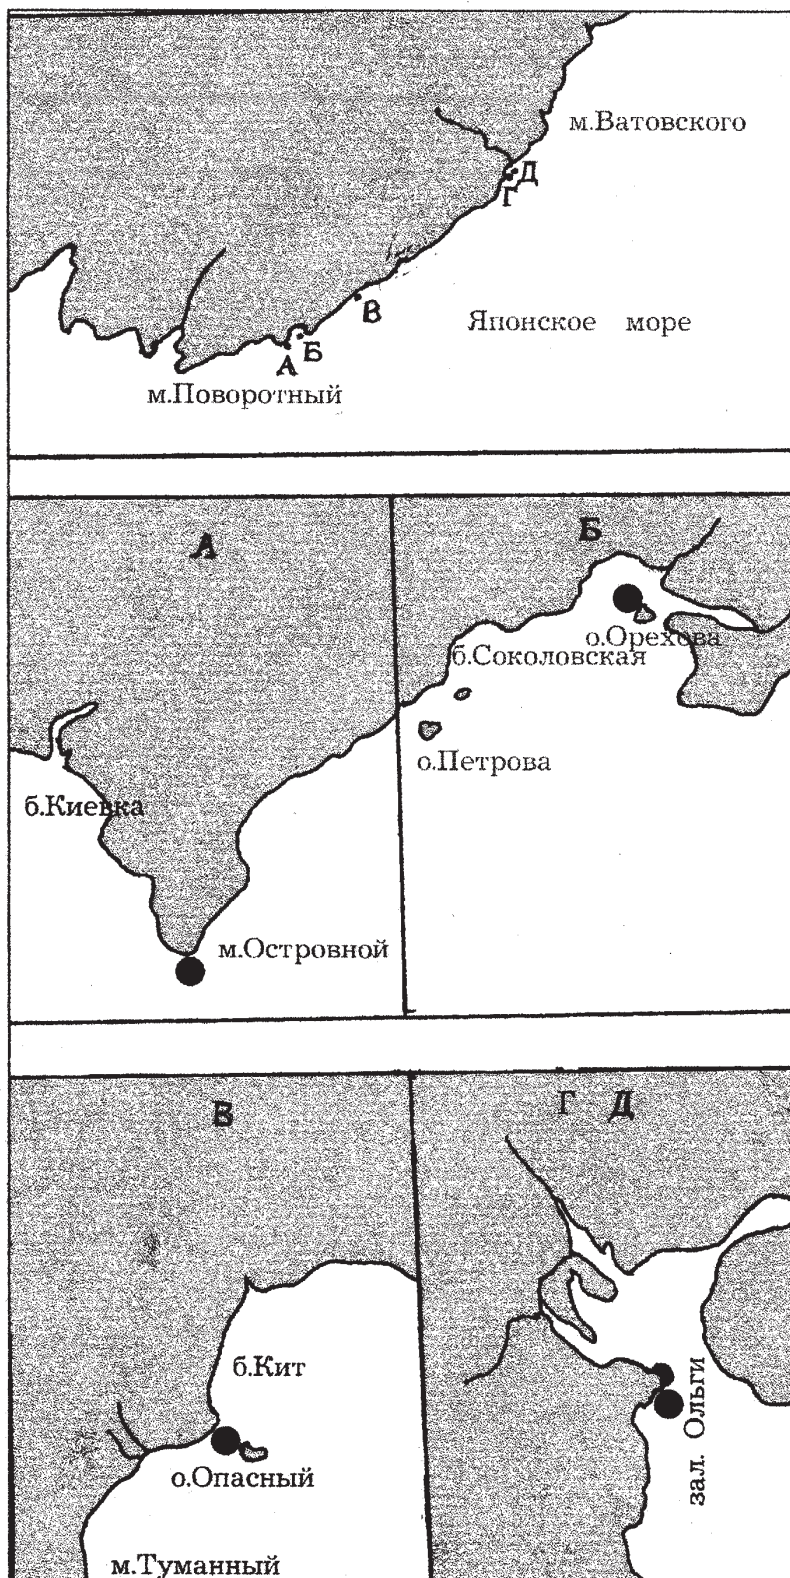 м.Ватовского
Д
Г
В
Японское море
Б
А
м.Поворотный
А
Б
о.Орехова
б.Соколовская
о.Петрова
б.Киевка
м.Островной
В
Г Д
б.Кит
зал. Ольги
о.Опасный
м.Туманный